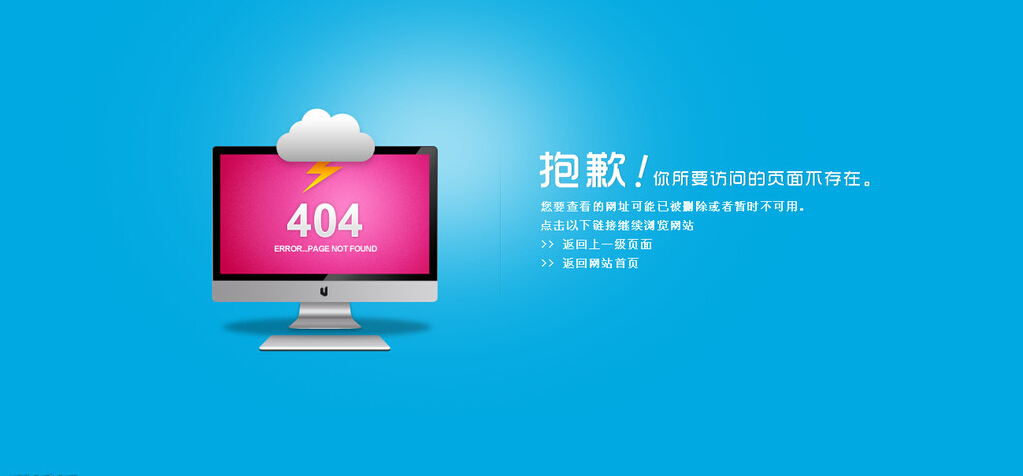 404
ERROR...PAGE NOT FOUND
抱歉！你所要访问的页面不存在。
您要查看的网址可能已被删除或者暂时不可用。
点击以下链接继续浏览网站
>> 返回上一级页面
>> 返回网站首页